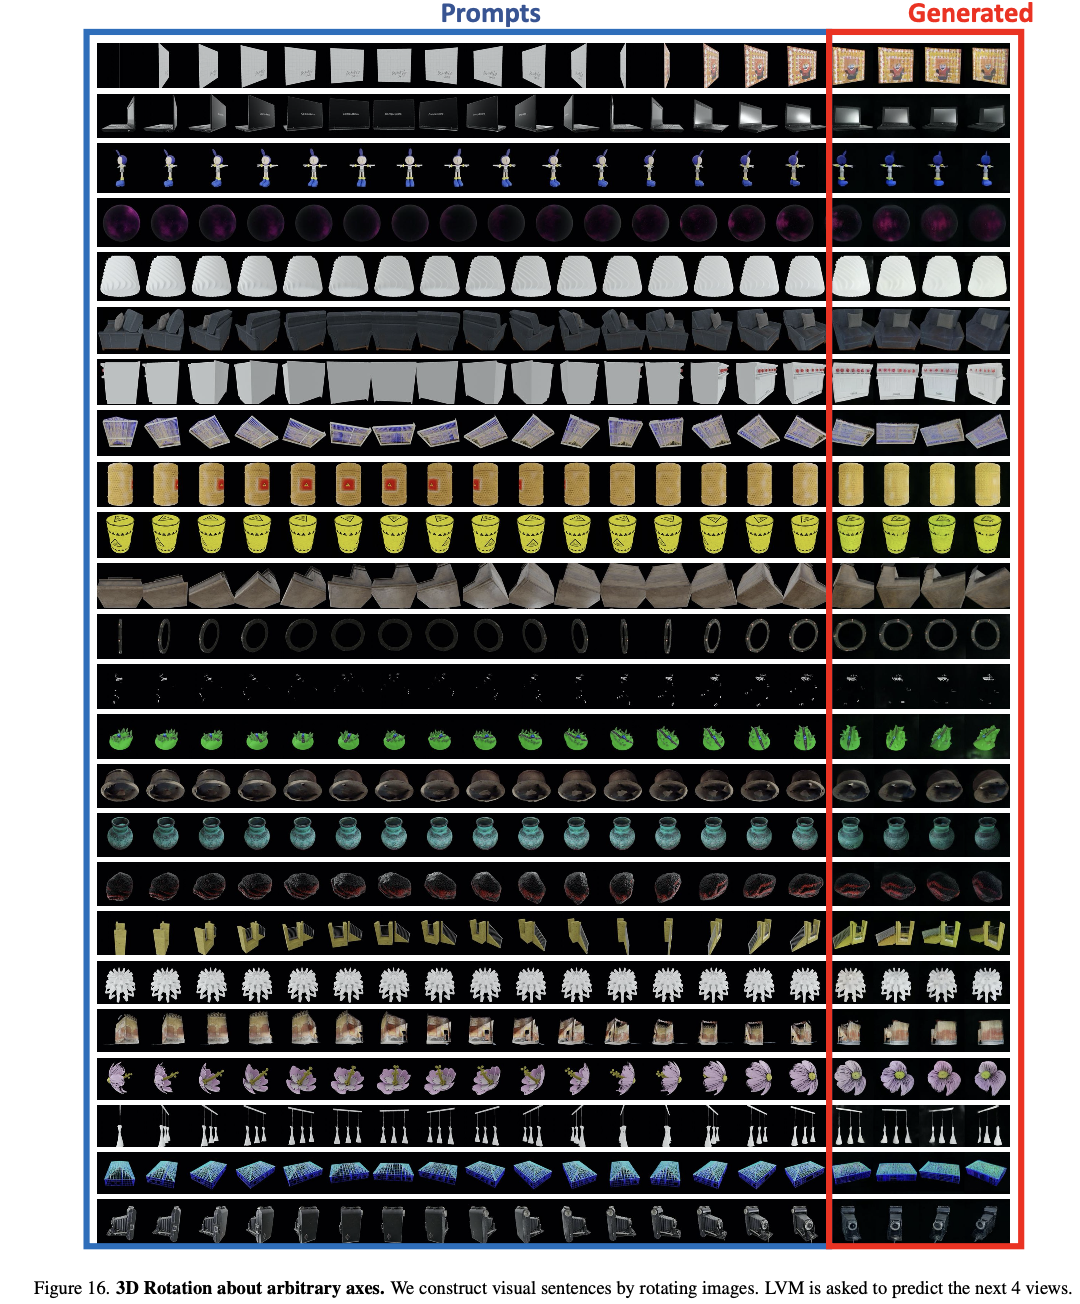 Prompts
Generated
Figure 16. 3D Rotation about arbitrary axes. We construct visual sentences by rotating images. LVM is asked to predict the next 4 views.